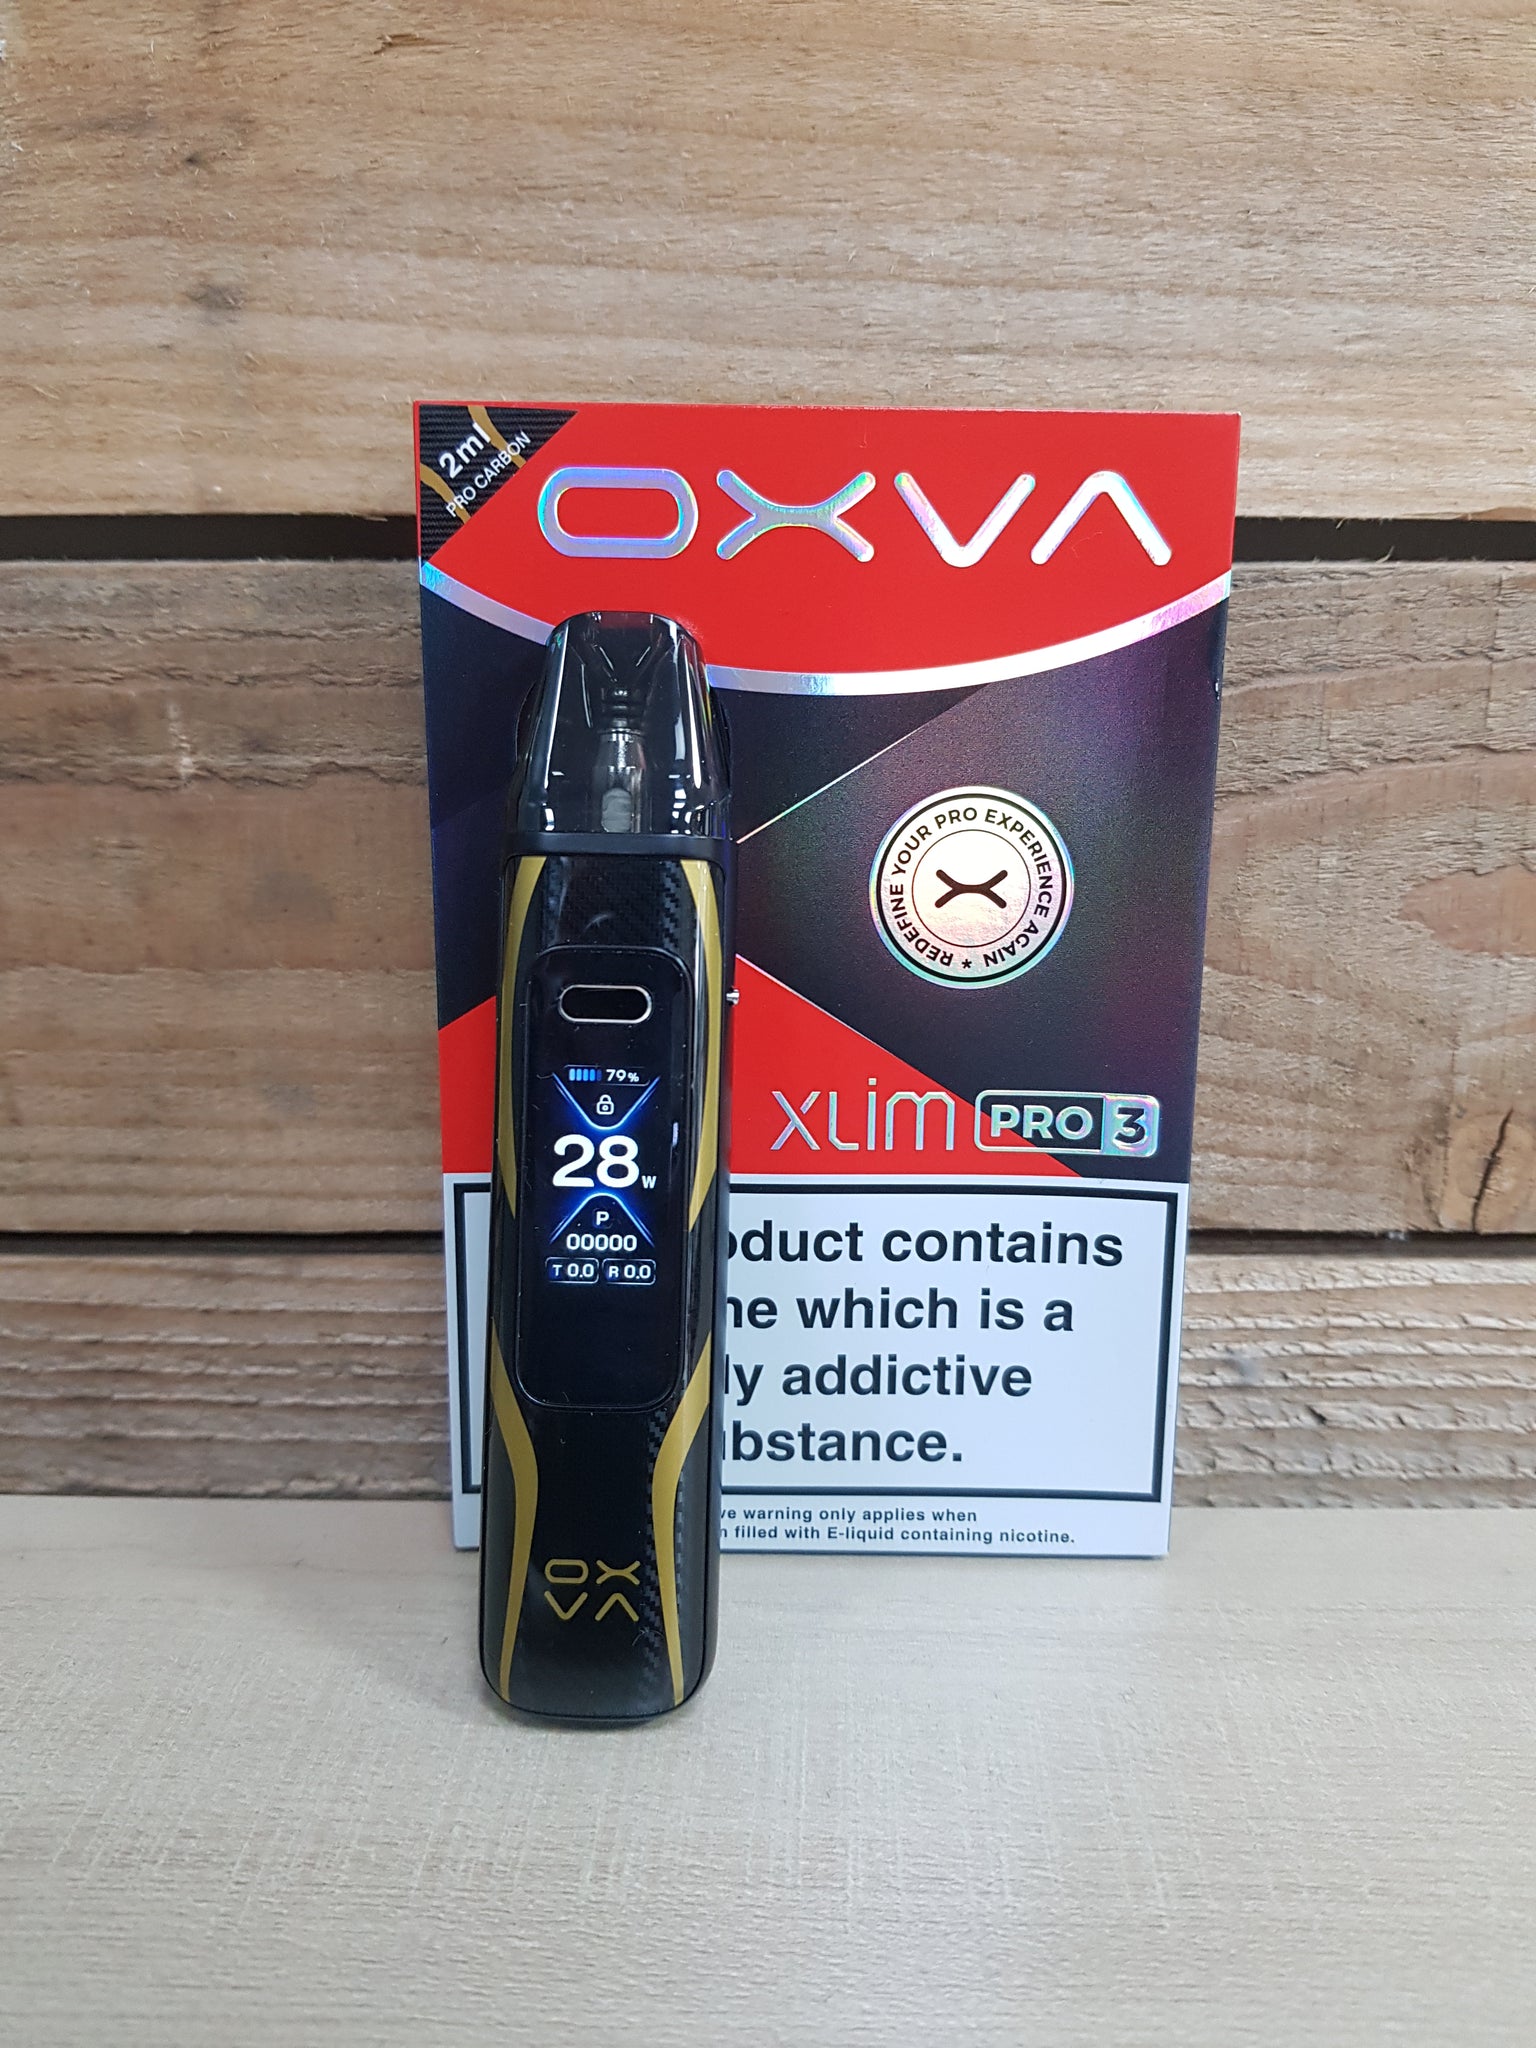 2ml
PRO CARBON
OXVA
REDEFINE YOUR PRO EXPERIENCE AGAIN *
XLIM PRO 3
79%
28W
P
00000
T 0.0 R 0.0
OX
VA
oduct contains
ne which is a
ly addictive
ubstance.
ve warning only applies when
n filled with E-liquid containing nicotine.